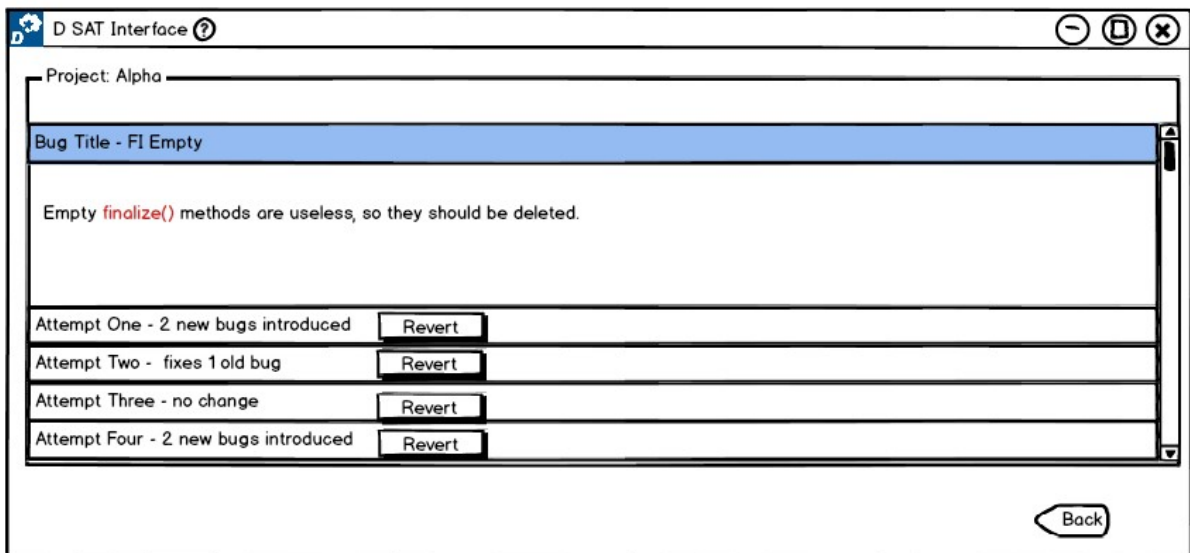 D
D SAT Interface ?
Project: Alpha
Bug Title - FI Empty
Empty finalize() methods are useless, so they should be deleted.
Attempt One - 2 new bugs introduced Revert
Attempt Two - fixes 1 old bug Revert
Attempt Three - no change Revert
Attempt Four - 2 new bugs introduced Revert
Back